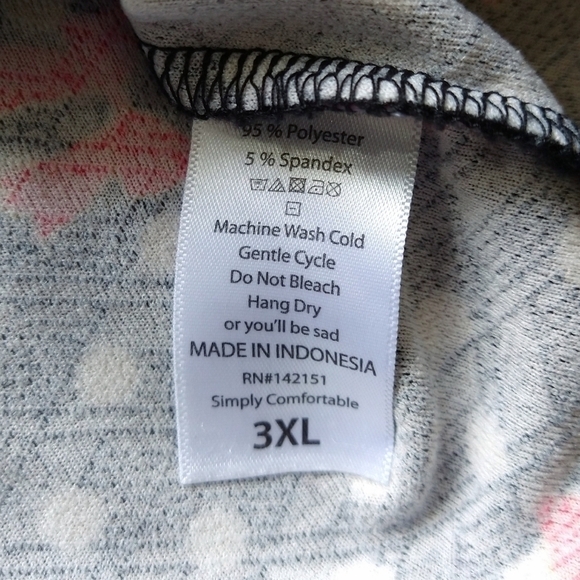 95 % Polyester
5 % Spandex
Machine Wash Cold
Gentle Cycle
Do Not Bleach
Hang Dry
or you'll be sad
MADE IN INDONESIA
RN#142151
Simply Comfortable
3XL